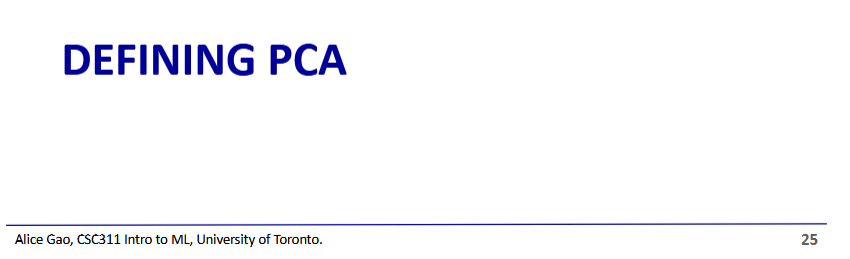 DEFINING PCA
Alice Gao, CSC311 Intro to ML, University of Toronto.
25